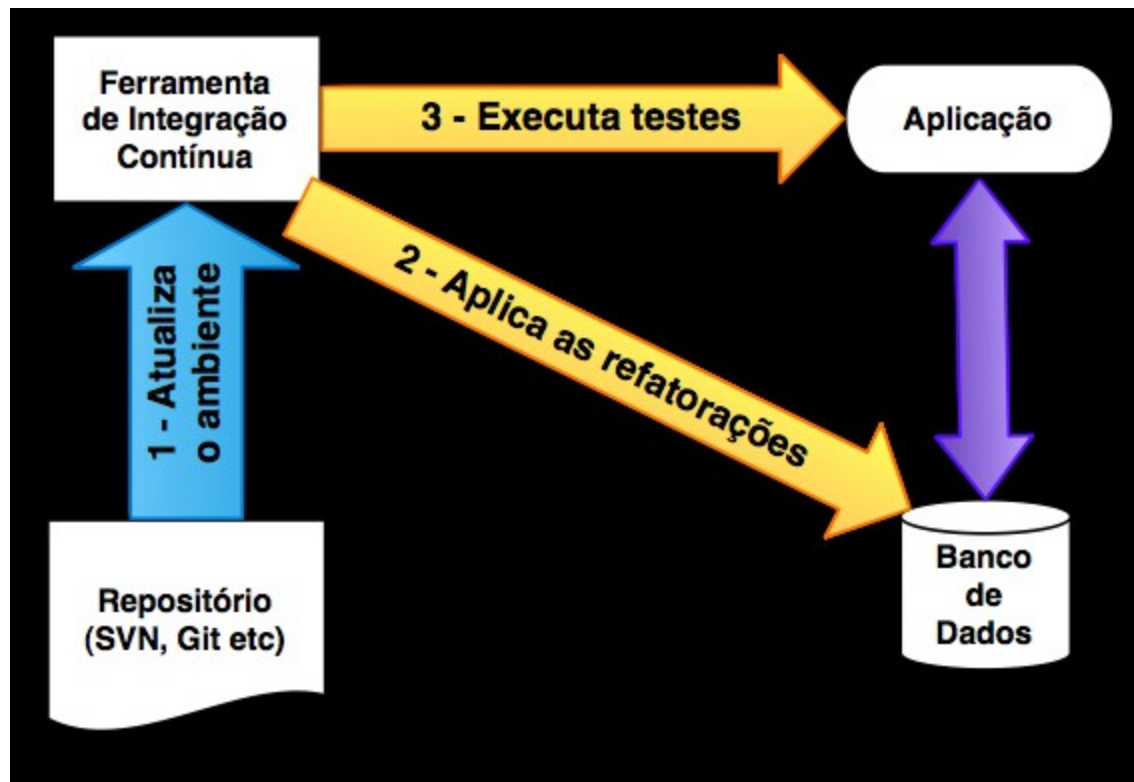 Ferramenta
de Integração
Contínua
3 - Executa testes
Aplicação
2 - Aplica as refatorações
1 - Atualiza
o ambiente
Repositório
(SVN, Git etc)
Banco
de
Dados